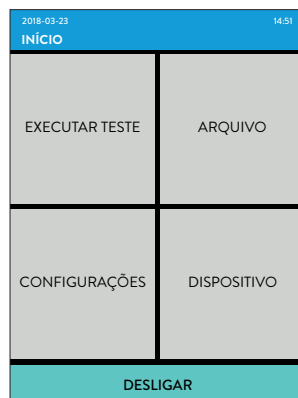 2018-03-23 14:51
INÍCIO
EXECUTAR TESTE ARQUIVO
CONFIGURAÇÕES DISPOSITIVO
DESLIGAR